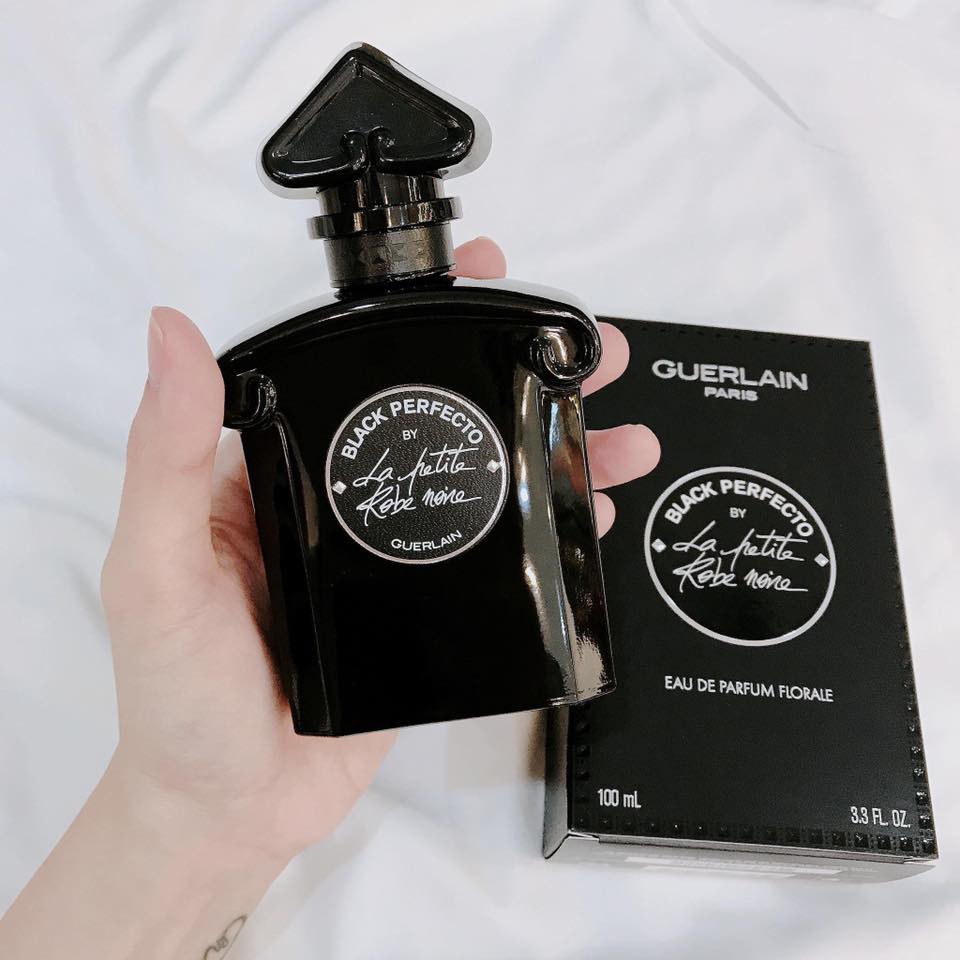 BLACK PERFECTO
BY
La petite
Robe noire
GUERLAIN
GUERLAIN
PARIS
BLACK PERFECTO
BY
La petite
Robe noire
EAU DE PARFUM FLORALE
100 mL
3.3 FL. OZ.